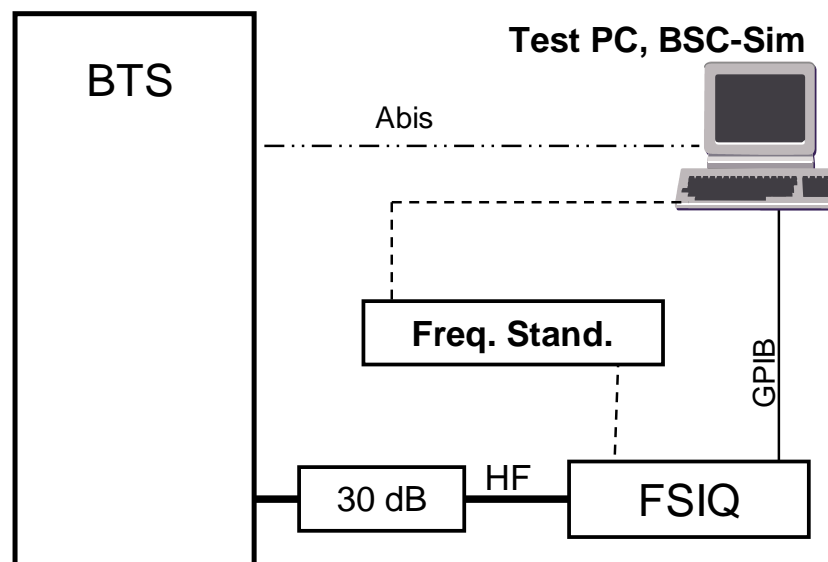 Test PC, BSC-Sim
BTS
Abis
Freq. Stand.
GPIB
HF
30 dB
FSIQ